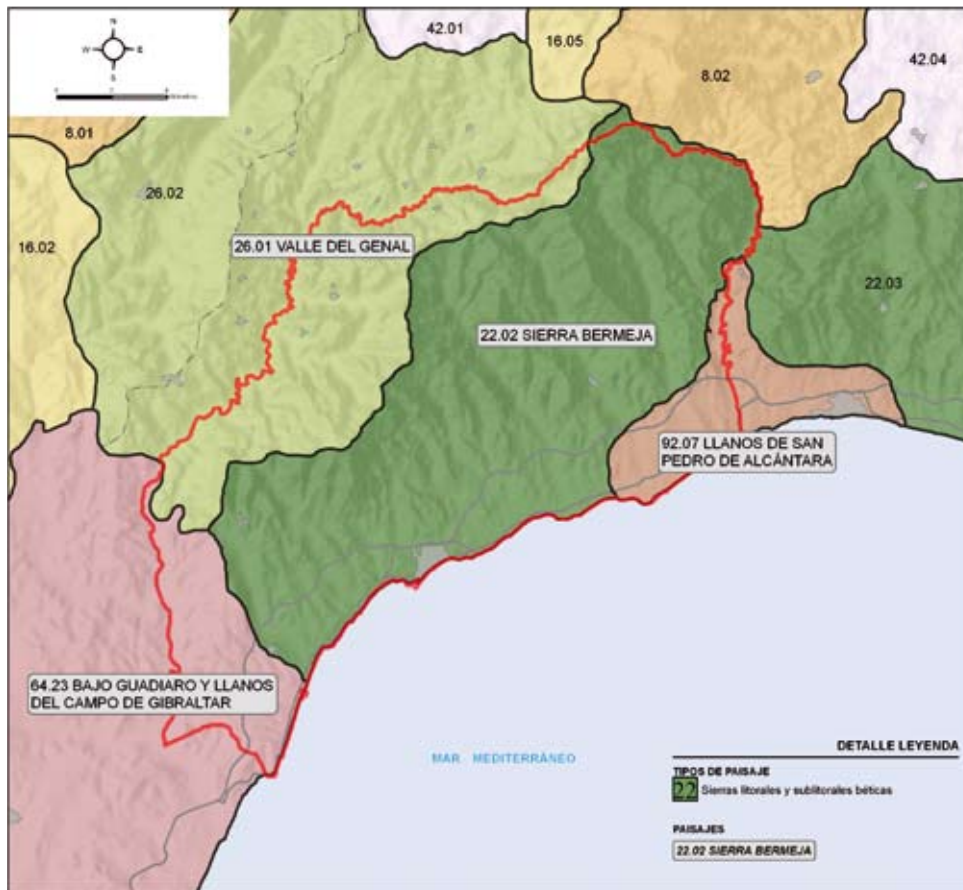 N
W E
S
42.01
16.05
8.02
42.04
8.01
26.02
16.02
26.01 VALLE DEL GENAL
22.03
22.02 SIERRA BERMEJA
92.07 LLANOS DE SAN
PEDRO DE ALCÁNTARA
64.23 BAJO GUADIARO Y LLANOS
DEL CAMPO DE GIBRALTAR
MAR MEDITERRÁNEO
DETALLE LEYENDA
TIPOS DE PAISAJE
22 Sierras litorales y sublitorales béticas
PAISAJES
22.02 SIERRA BERMEJA